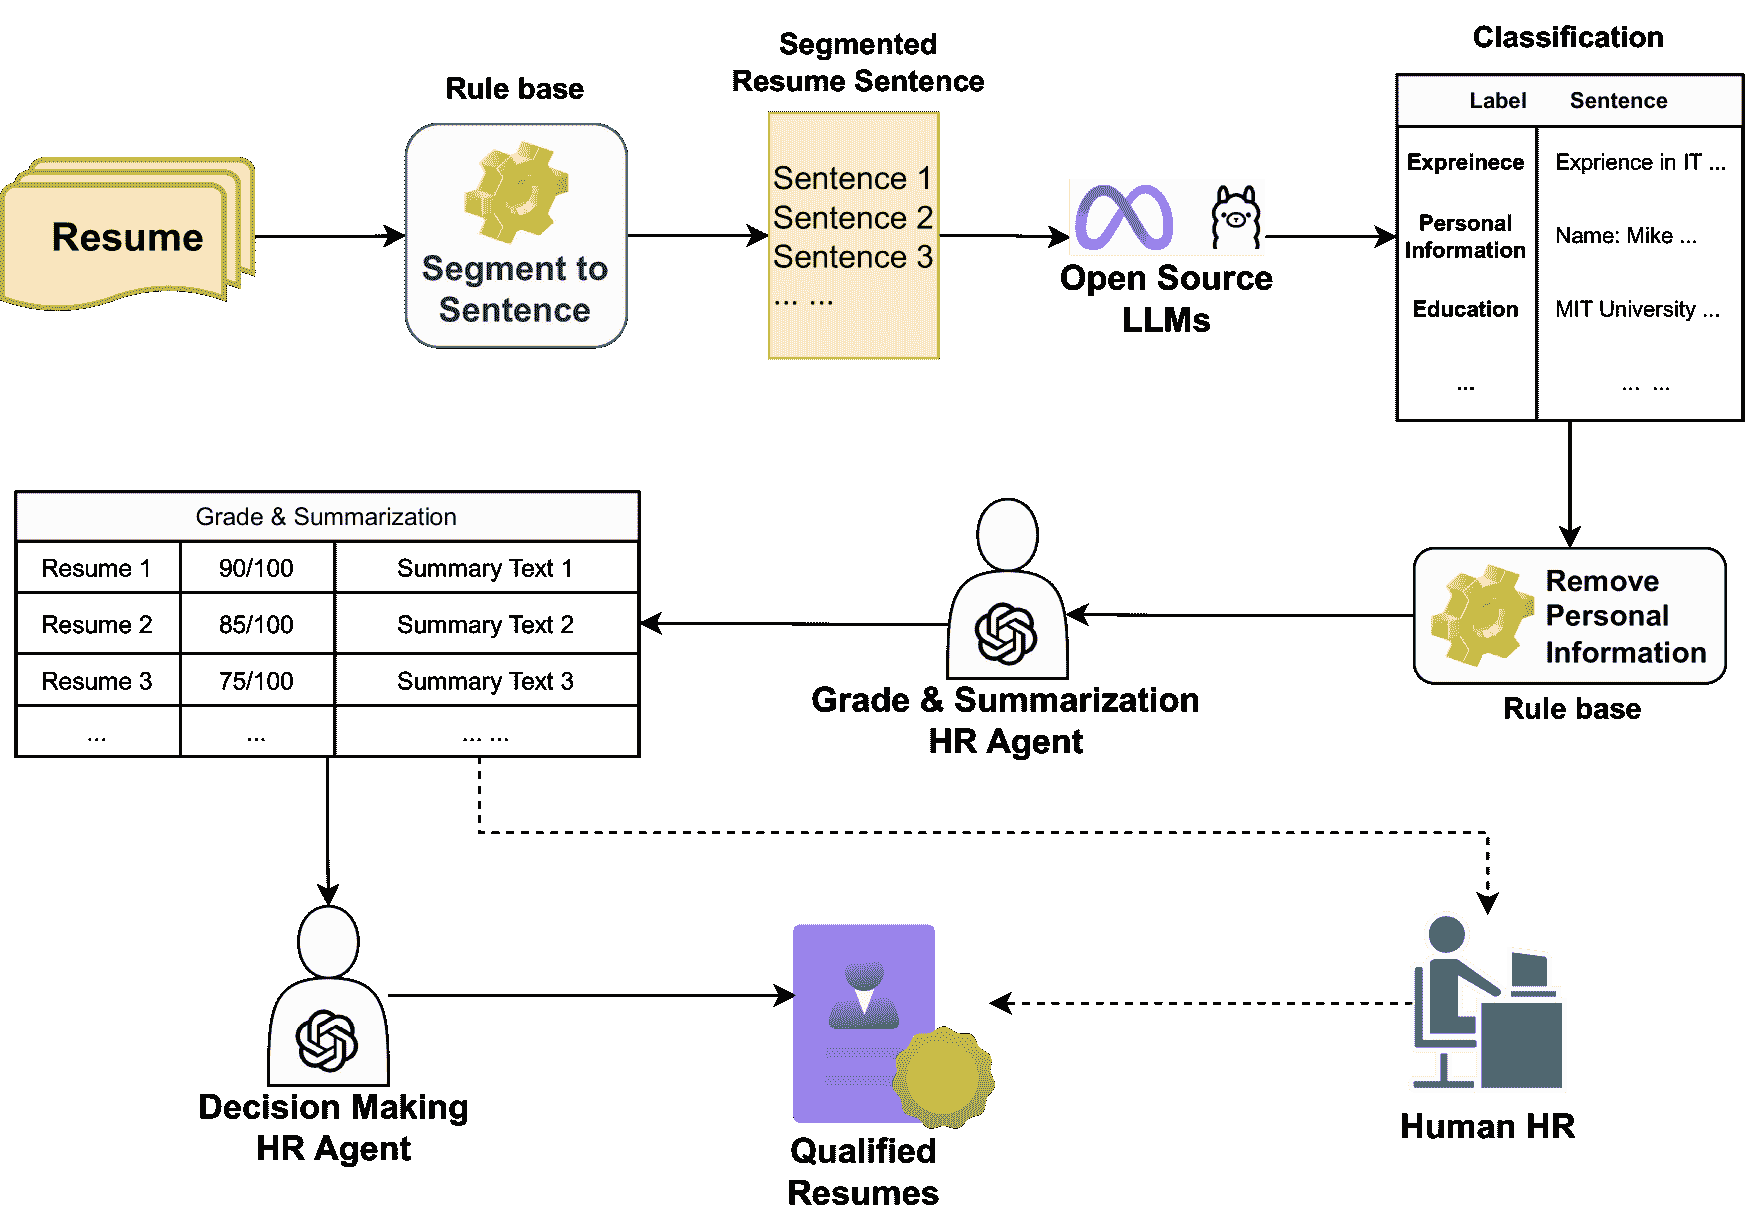 Rule base
Resume
Segment to
Sentence
Segmented
Resume Sentence
Sentence 1
Sentence 2
Sentence 3
... ...
Open Source
LLMs
Classification
Label Sentence
Expreinece Exprience in IT ...
Personal
Information
Name: Mike ...
Education MIT University ...
... ... ...
Remove
Personal
Information
Rule base
Grade & Summarization
HR Agent
Grade & Summarization
Resume 1 90/100 Summary Text 1
Resume 2 85/100 Summary Text 2
Resume 3 75/100 Summary Text 3
... ... ... ...
Decision Making
HR Agent
Qualified
Resumes
Human HR